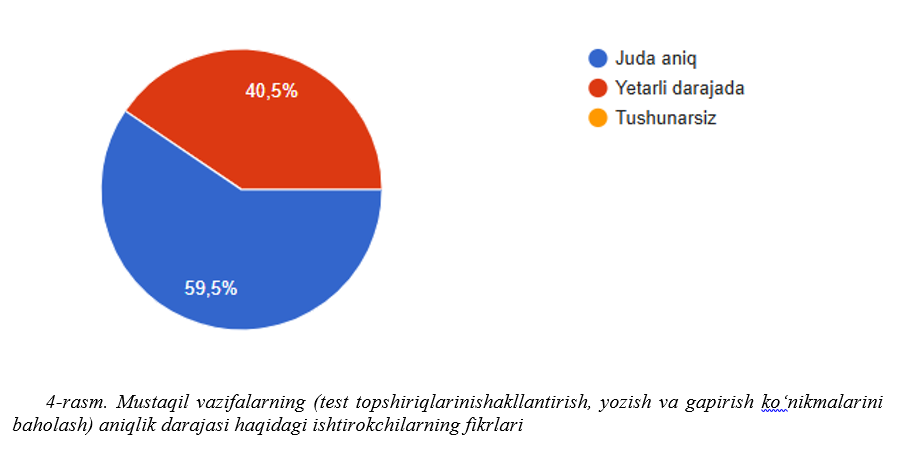 40,5%
59,5%
Juda aniq
Yetarli darajada
Tushunarsiz
4-rasm. Mustaqil vazifalarning (test topshiriqlarinishakllantirish, yozish va gapirish ko‘nikmalarini
baholash) aniqlik darajasi haqidagi ishtirokchilarning fikrlari